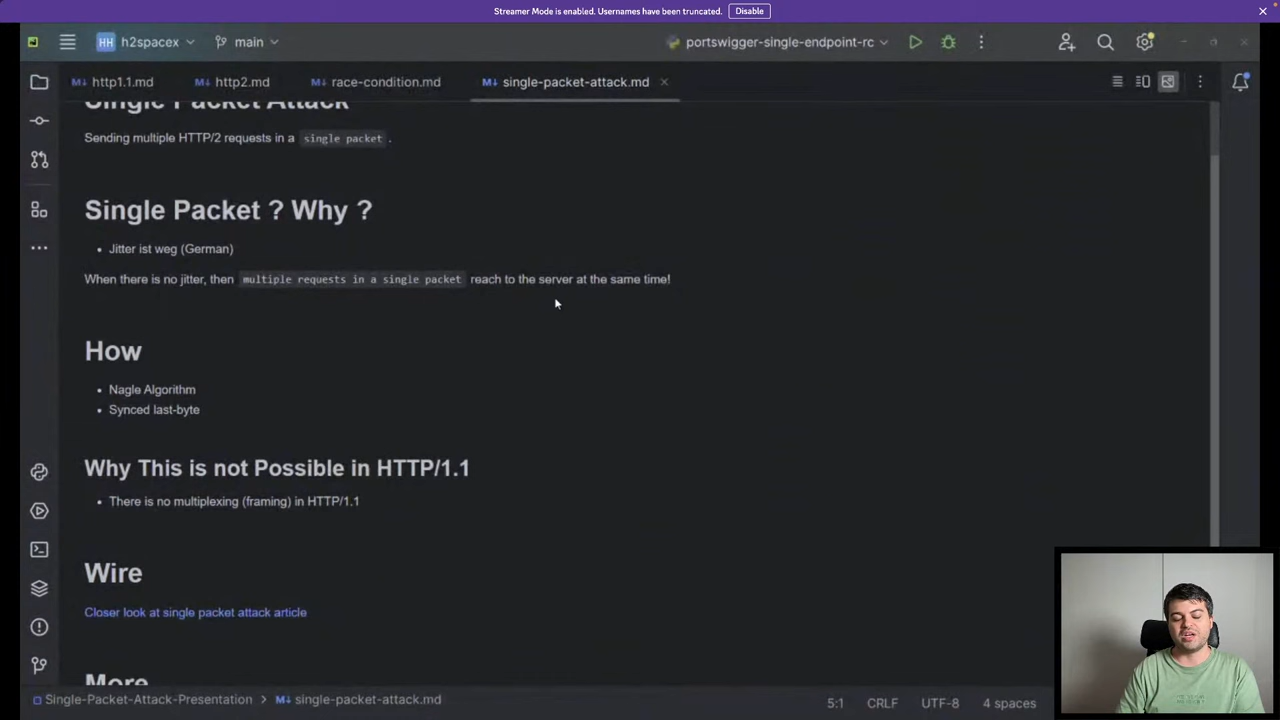 Streamer Mode is enabled. Usernames have been truncated. Disable
HH h2spacex main portswigger-single-endpoint-rc
http1.1.md http2.md race-condition.md single-packet-attack.md
Single Packet Attack
Sending multiple HTTP/2 requests in a single packet .
Single Packet ? Why ?
• Jitter ist weg (German)
When there is no jitter, then multiple requests in a single packet reach to the server at the same time!
How
• Nagle Algorithm
• Synced last-byte
Why This is not Possible in HTTP/1.1
• There is no multiplexing (framing) in HTTP/1.1
Wire
Closer look at single packet attack article
More
Single-Packet-Attack-Presentation > single-packet-attack.md 5:1 CRLF UTF-8 4 spaces